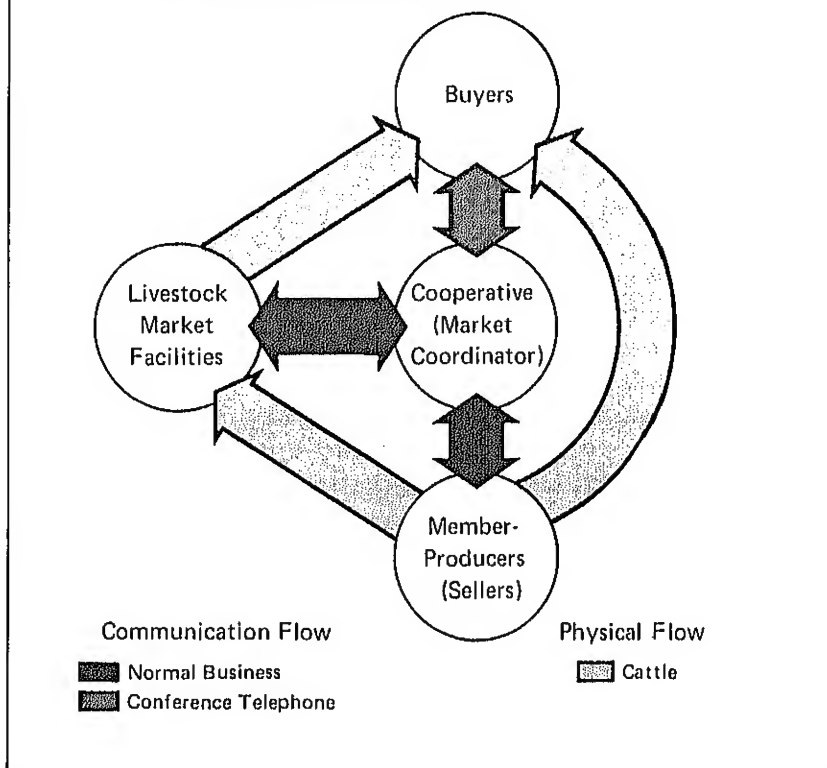 Buyers
Livestock
Market
Facilities
Cooperative
(Market
Coordinator)
Member-
Producers
(Sellers)
Communication Flow
Normal Business
Conference Telephone
Physical Flow
Cattle